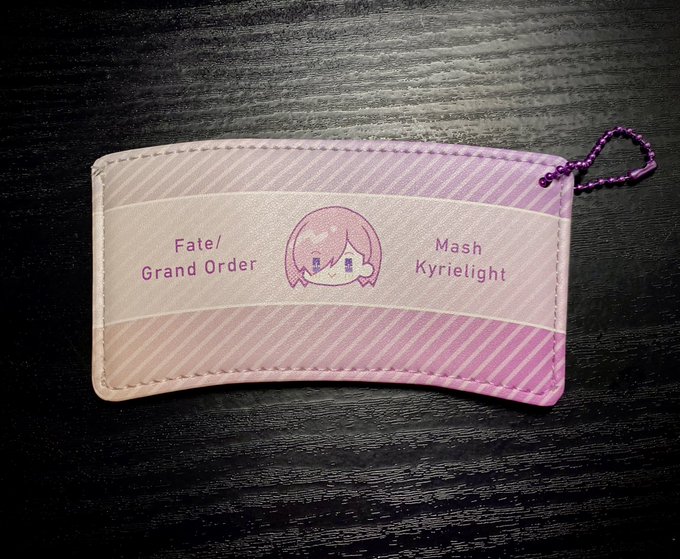 Fate/
Grand Order
Mash
Kyrielight